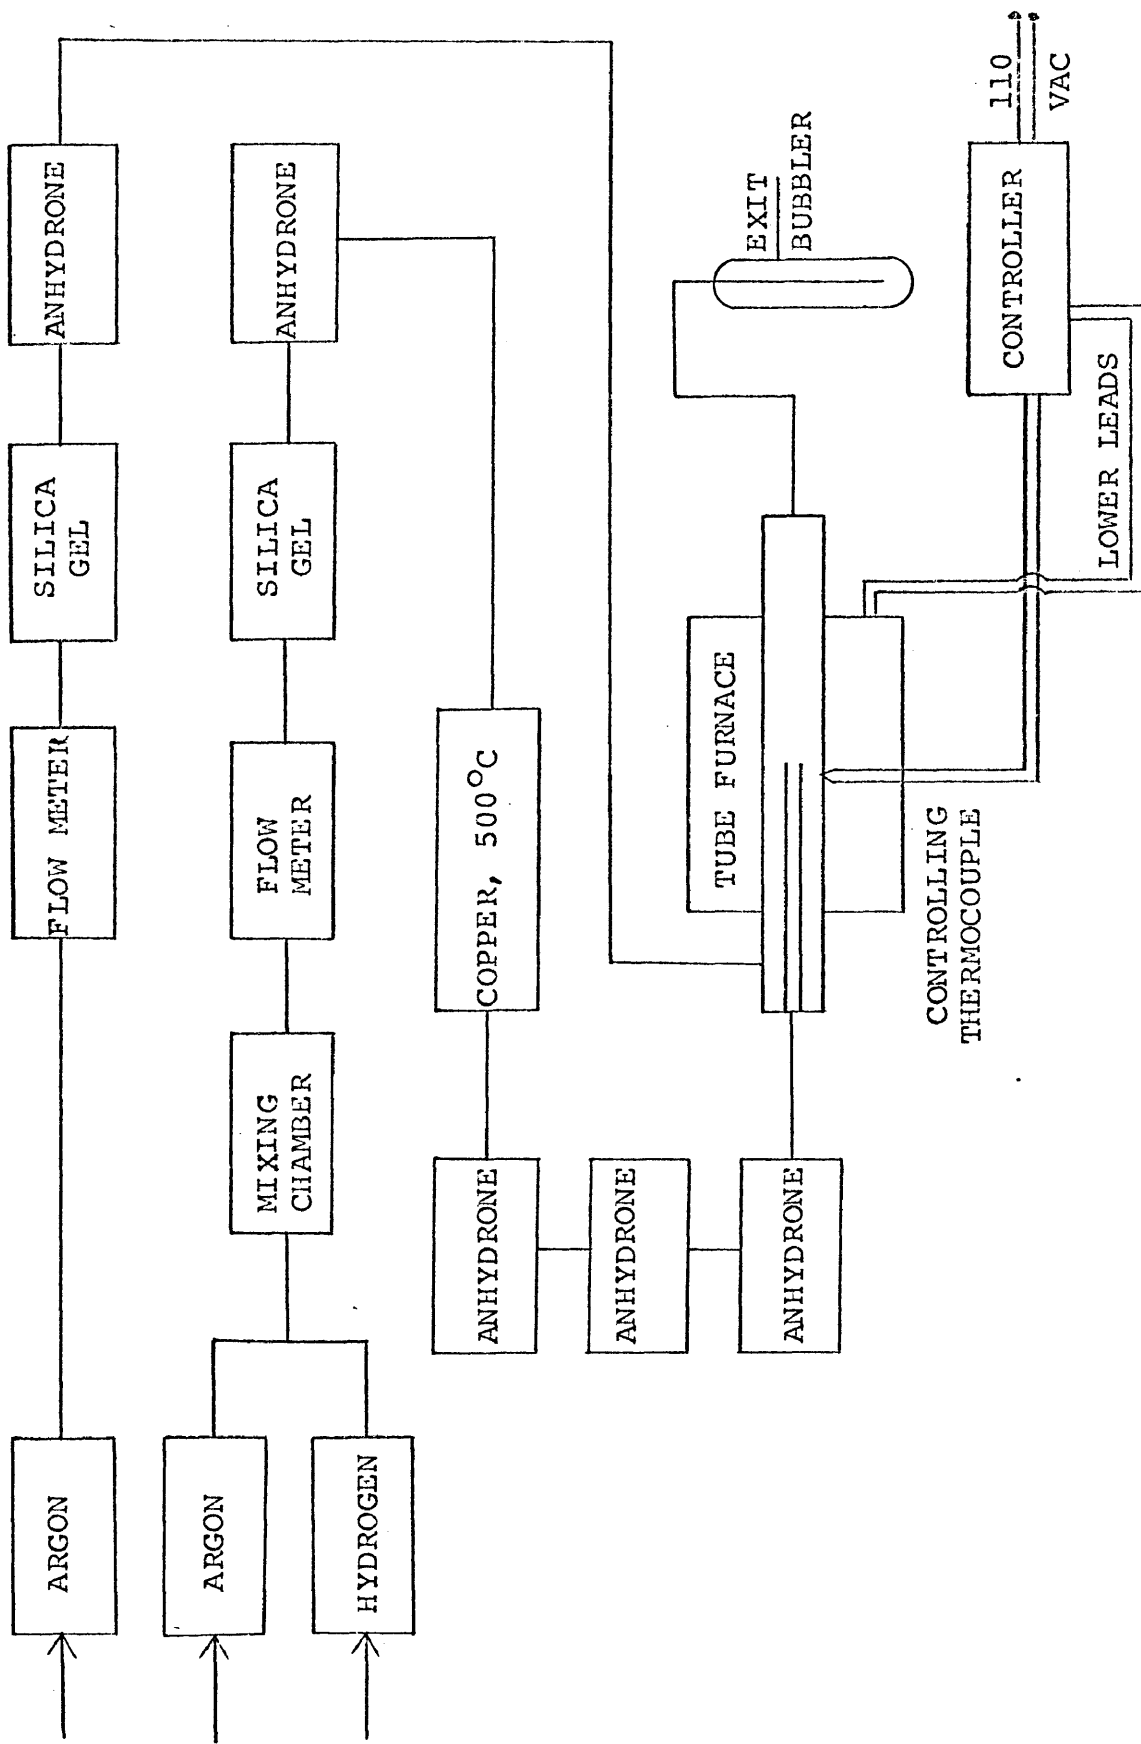 ARGON
FLOW METER
SILICA
GEL
ANHYDRONE
ARGON
HYDROGEN
MIXING
CHAMBER
FLOW
METER
SILICA
GEL
ANHYDRONE
ANHYDRONE
COPPER, 500°C
ANHYDRONE
ANHYDRONE
TUBE FURNACE
EXIT
BUBBLER
CONTROLLING
THERMOCOUPLE
LOWER LEADS
CONTROLLER
110
VAC